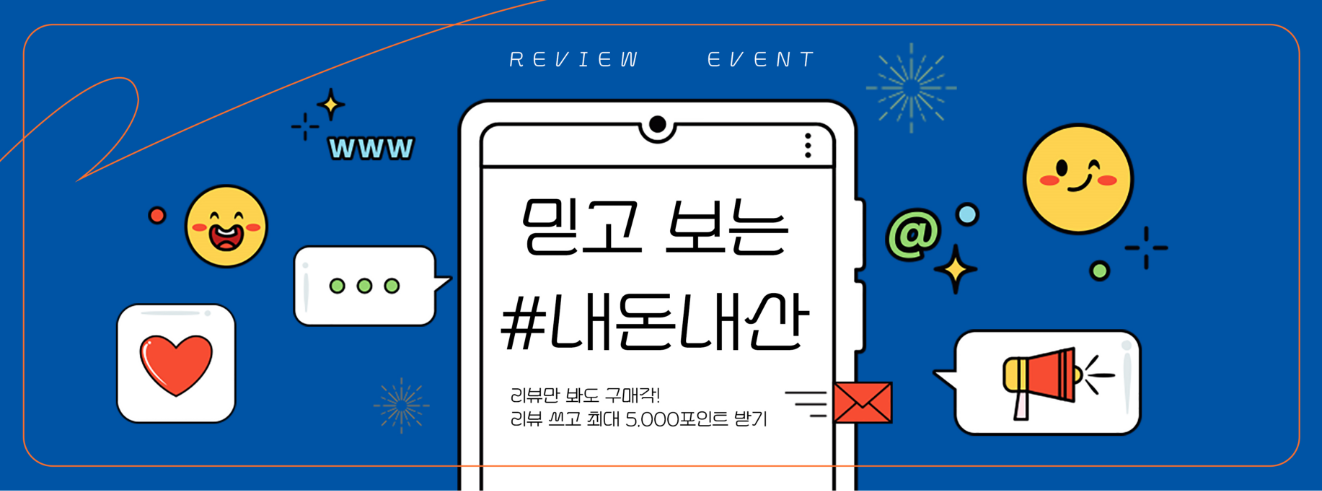 REVIEW EVENT
www
믿고 보는
@
#내돈내산
리뷰만 봐도 구매각!
리뷰 쓰고 최대 5,000포인트 받기